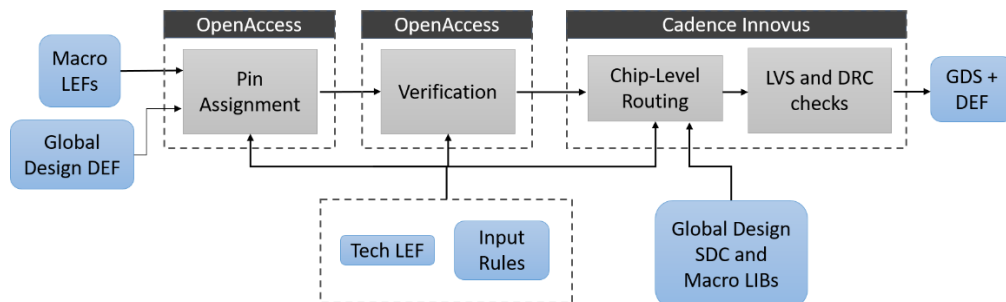 OpenAccess
OpenAccess
Cadence Innovus
Macro
LEFs
Global
Design DEF
Pin
Assignment
Verification
Chip-Level
Routing
LVS and DRC
checks
GDS +
DEF
Tech LEF
Input
Rules
Global Design
SDC and
Macro LIBs